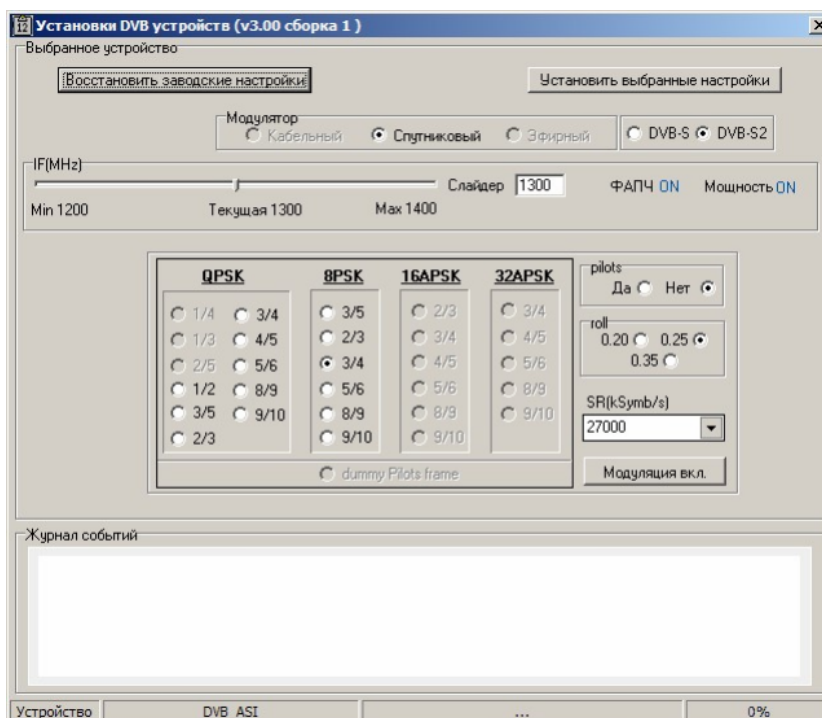 Установки DVB устройств (v3.00 сборка 1 )
Выбранное устройство
Восстановить заводские настройки Установить выбранные настройки
Модулятор
Кабельный Спутниковый Эфирный DVB-S DVB-S2
IF(MHz)
Слайдер 1300 ФАПЧ ON Мощность ON
Min 1200 Текущая 1300 Max 1400
QPSK 8PSK 16APSK 32APSK
1/4 3/4 3/5 2/3 3/4
1/3 4/5 2/3 3/4 4/5
2/5 5/6 3/4 4/5 5/6
1/2 8/9 5/6 5/6 8/9
3/5 9/10 8/9 8/9 9/10
2/3 9/10 9/10
dummy Pilots frame
pilots
Да Нет
roll
0.20 0.25
0.35
SR(kSymb/s)
27000
Модуляция вкл.
Журнал событий
Устройство DVB ASI ... 0%